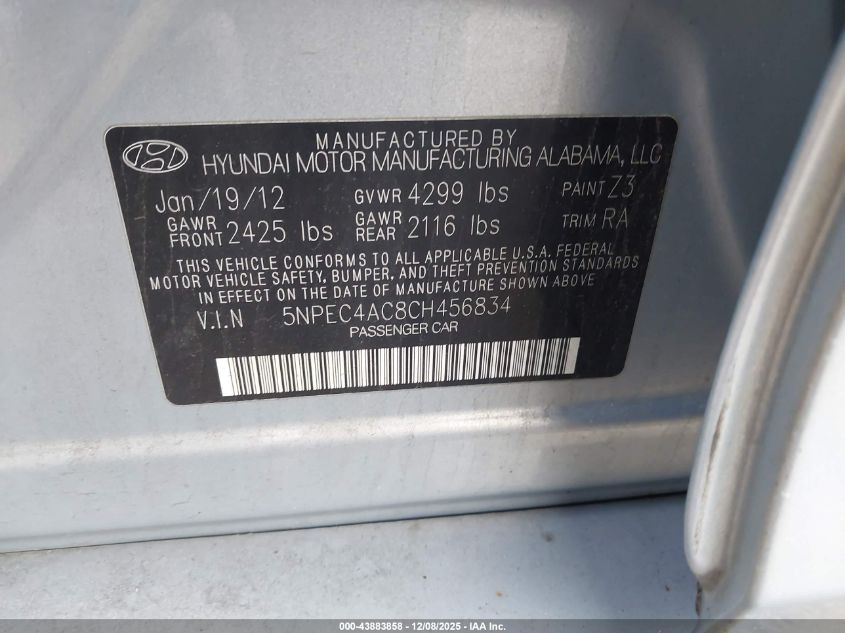 MANUFACTURED BY
HYUNDAI MOTOR MANUFACTURING ALABAMA, LLC
Jan/19/12 GVWR 4299 lbs PAINT Z3
GAWR FRONT 2425 lbs GAWR REAR 2116 lbs TRIM RA
THIS VEHICLE CONFORMS TO ALL APPLICABLE U.S.A. FEDERAL
MOTOR VEHICLE SAFETY, BUMPER, AND THEFT PREVENTION STANDARDS
IN EFFECT ON THE DATE OF MANUFACTURE SHOWN ABOVE.
V.I.N 5NPEC4AC8CH456834
PASSENGER CAR
000-43883858 - 12/08/2025 - IAA Inc.